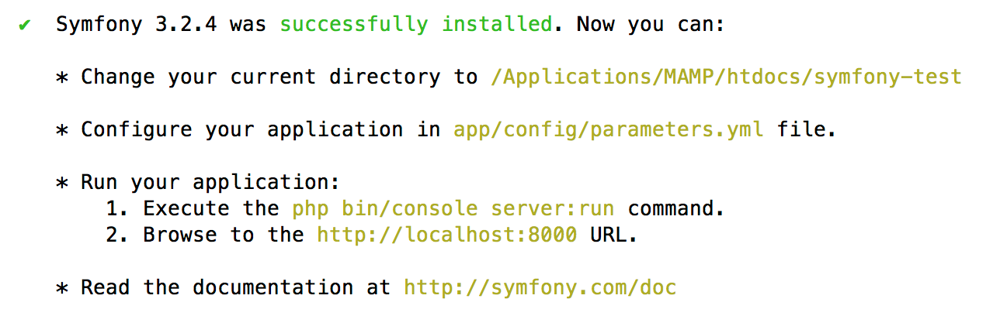 ✔ Symfony 3.2.4 was successfully installed. Now you can:
* Change your current directory to /Applications/MAMP/htdocs/symfony-test
* Configure your application in app/config/parameters.yml file.
* Run your application:
1. Execute the php bin/console server:run command.
2. Browse to the http://localhost:8000 URL.
* Read the documentation at http://symfony.com/doc